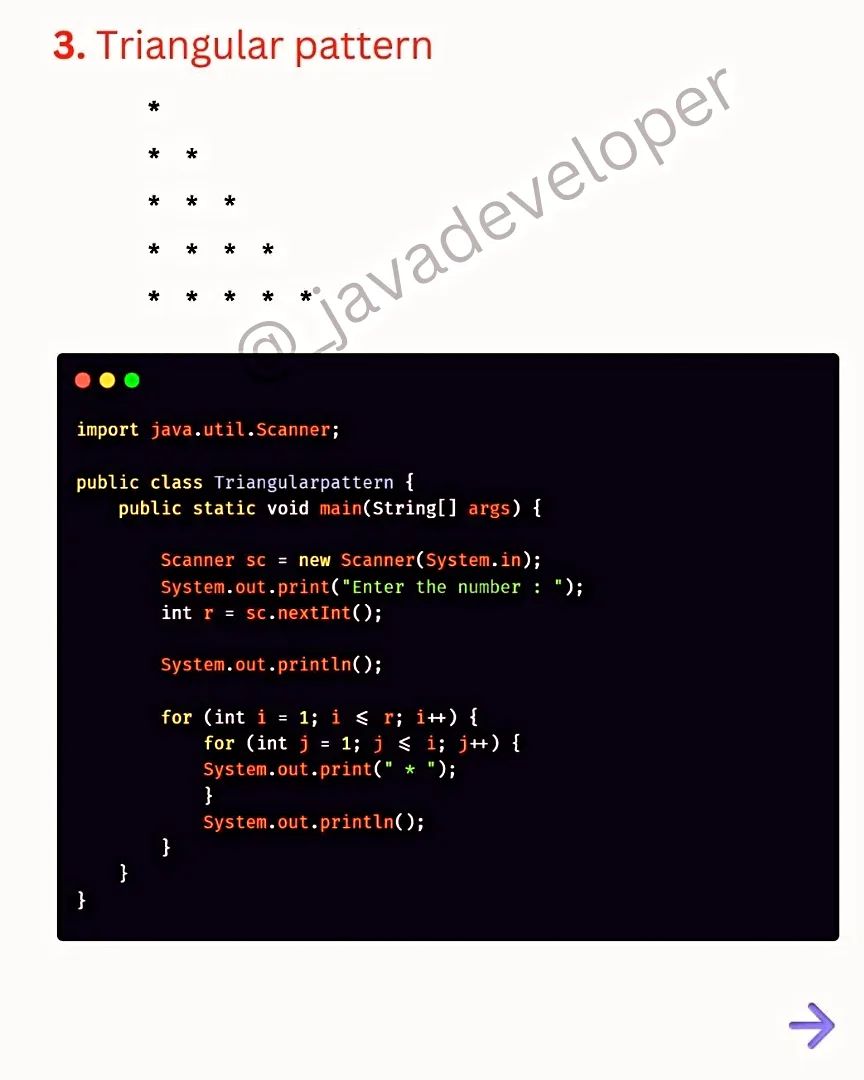 3. Triangular pattern
*
* *
* * *
* * * *
* * * * *
@_javadeveloper
import java.util.Scanner;
public class Triangularpattern {
    public static void main(String[] args) {
        Scanner sc = new Scanner(System.in);
        System.out.print("Enter the number : ");
        int r = sc.nextInt();
        System.out.println();
        for (int i = 1; i <= r; i++) {
            for (int j = 1; j <= i; j++) {
            System.out.print(" * ");
            }
            System.out.println();
        }
    }
}